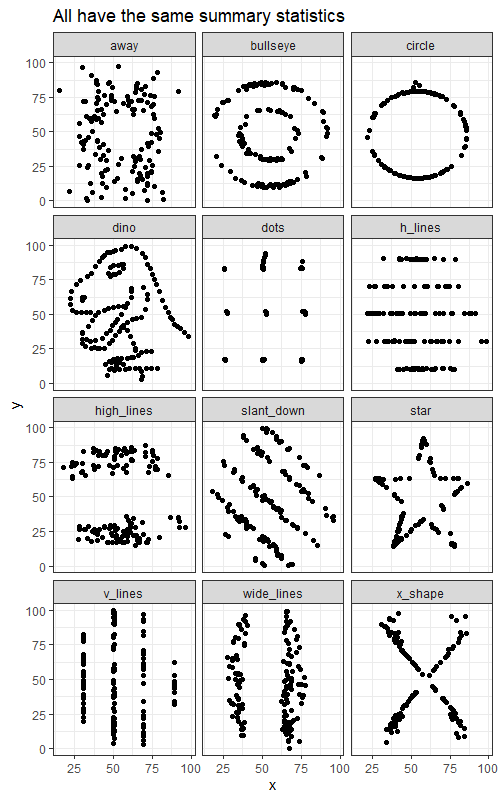 All have the same summary statistics
away bullseye circle
100
75
50
25
0
dino dots h_lines
100
75
50
25
0
y
high_lines slant_down star
100
75
50
25
0
v_lines wide_lines x_shape
100
75
50
25
0
25 50 75 100 25 50 75 100 25 50 75 100
x